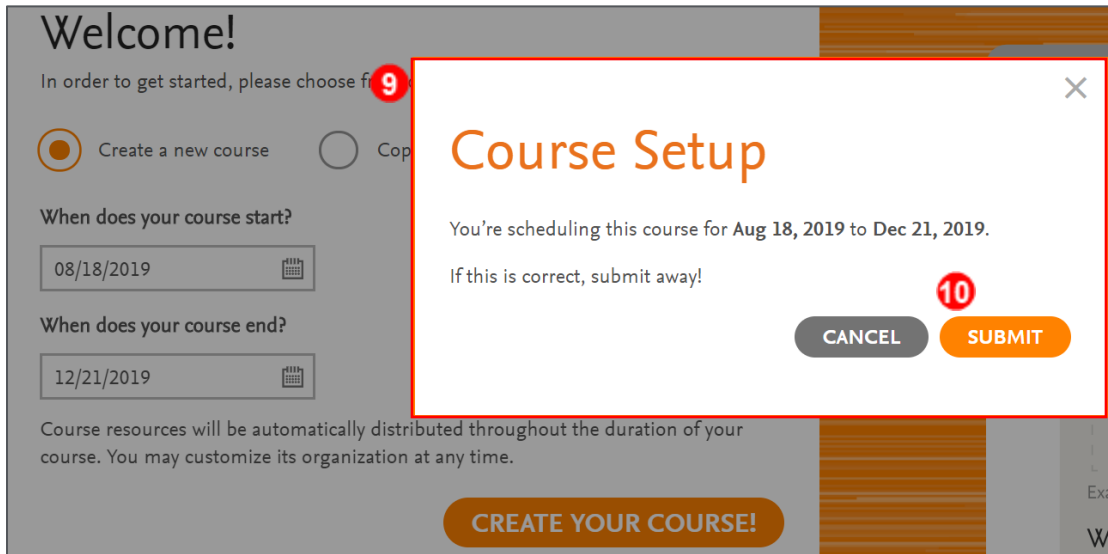 Welcome!
In order to get started, please choose
9
Create a new course
Cop
When does your course start?
08/18/2019
When does your course end?
12/21/2019
Course resources will be automatically distributed throughout the duration of your
course. You may customize its organization at any time.
CREATE YOUR COURSE!
Course Setup
You're scheduling this course for Aug 18, 2019 to Dec 21, 2019.
If this is correct, submit away!
10
CANCEL
SUBMIT
Exa
W